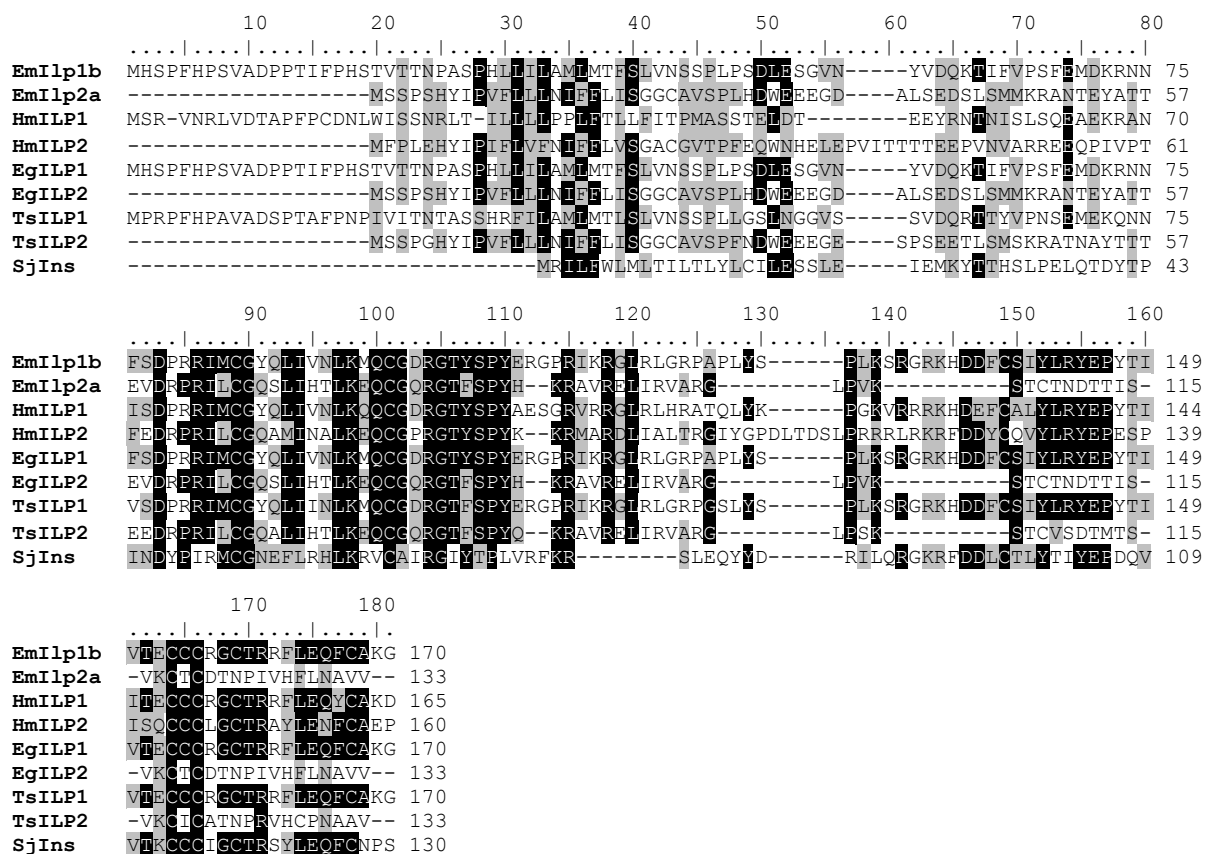 10 20 30 40 50 60 70 80
....|....|....|....|....|....|....|....|....|....|....|....|....|....|....|....|
EmIlp1b MHSPFHPSVADPPTIFPHSTVTTNPASPHLLILAMLMTFSLVNSSPLPSDLESGVN-----YVDQKTIFVPSFEMDKRNN 75
EmIlp2a -------------------MSSPSHYIPVFLLLNIFFLISGGCAVSPLHDWEEEGD----ALSEDSLSMMKRANTEYATT 57
HmILP1 MSR-VNRLVDTAPFPCDNLWISSNRLT-ILLLLLPPLFTLLFITPMASSTELDT------EEYRNTNISLSQEAEKRAN 70
HmILP2 -------------------MFPLEHYIPIFLVFNIFFLVSGACGVTPFEQWNHELEPVITTTTEEPVNVARREEQPIVPT 61
EgILP1 MHSPFHPSVADPPTIFPHSTVTTNPASPHLLILAMLMTFSLVNSSPLPSDLESGVN-----YVDQKTIFVPSFEMDKRNN 75
EgILP2 -------------------MSSPSHYIPVFLLLNIFFLISGGCAVSPLHDWEEEGD----ALSEDSLSMMKRANTEYATT 57
TsILP1 MPRPFHPAVADSPTAFPNPIVITNTASSHRFILAMLMTLSLVNSSPLLGSLNGGVS-----SVDQRTTYVPNSEMEKQNN 75
TsILP2 -------------------MSSPGHYIPVFLLLNIFFLISGGCAVSPFNDWEEEGE----SPSEETLSMSKRATNAYTTT 57
SjIns --------------------------------MRILFWLMLTILTLYLCILESSLE-----IEMKYTTHSLPELQTDYTP 43
90 100 110 120 130 140 150 160
....|....|....|....|....|....|....|....|....|....|....|....|....|....|....|....|
EmIlp1b FSDPRRIMCGYQLIVNLKMQCGDRGTYSPYERGPRIKRGLRLGRPAPLYS------PLKSRGRKHDDFCSIYLRYEPYTI 149
EmIlp2a EVDRPRILCGQSLIHTLKEQCGQRGTFSPYH--KRAVRELIRVARG----------LPVK--------STCTNDTTIS- 115
HmILP1 ISDPRRIMCGYQLIVNLKQQCGDRGTYSPYAESGRVRRGLRLHRATQLYK------PGKVRRRKHDEFCALYLRYEPYTI 144
HmILP2 FEDRPRILCGQAMINALKEQCGPRGTYSPYK--KRMARDLIALTRGIYGPDLTDSLPRRRLRKRFDDYCQVYLRYEPESP 139
EgILP1 FSDPRRIMCGYQLIVNLKMQCGDRGTYSPYERGPRIKRGLRLGRPAPLYS------PLKSRGRKHDDFCSIYLRYEPYTI 149
EgILP2 EVDRPRILCGQSLIHTLKEQCGQRGTFSPYH--KRAVRELIRVARG----------LPVK--------STCTNDTTIS- 115
TsILP1 VSDPRRIMCGYQLIINLKMQCGDRGTFSPYERGPRIKRGLRLGRPGSLYS------PLKSRGRKHDDFCSIYLRYEPYTI 149
TsILP2 EEDRPRILCGQALIHTLKEQCGQRGTFSPYQ--KRAVRELIRVARG----------LPSK--------STCVSDTMTS- 115
SjIns INDYPIRMCGNEFLRHLKRVCAIRGIYTPLVRFKR--------SLEQYYD------RILQRGKRFDDLCTLYTIYEPDQV 109
170 180
....|....|....|....|.
EmIlp1b VTECCCRGCTRRFLEQFCAKG 170
EmIlp2a -VKCTCDTNPIVHFLNAVV-- 133
HmILP1 ITECCCRGCTRRFLEQYCAKD 165
HmILP2 ISQCCCLGCTRAYLENFCAEP 160
EgILP1 VTECCCRGCTRRFLEQFCAKG 170
EgILP2 -VKCTCDTNPIVHFLNAVV-- 133
TsILP1 VTECCCRGCTRRFLEQFCAKG 170
TsILP2 -VKCICATNPRVHCPNAAV-- 133
SjIns VTKCCCIGCTRSYLEQFCNPS 130